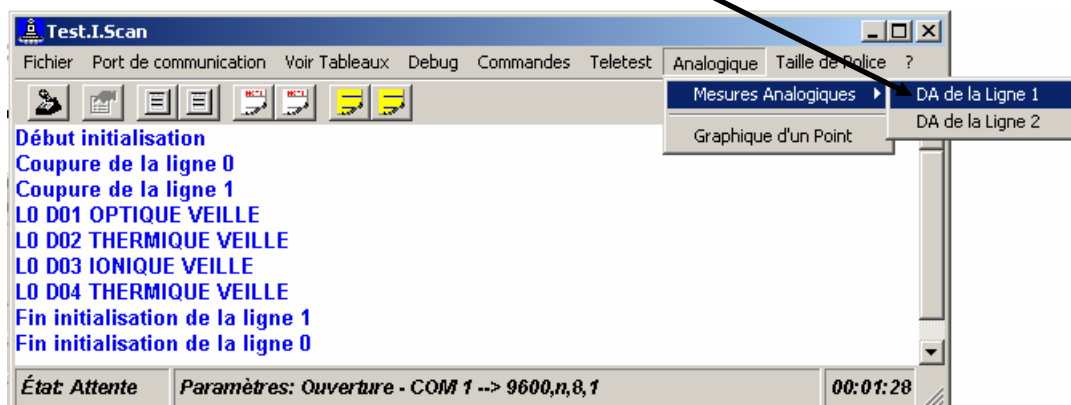 Test.I.Scan
Fichier Port de communication Voir Tableaux Debug Commandes Teletest Analogique Taille de Police ?
Mesures Analogiques DA de la Ligne 1
DA de la Ligne 2
Graphique d'un Point
Début initialisation
Coupure de la ligne 0
Coupure de la ligne 1
L0 D01 OPTIQUE VEILLE
L0 D02 THERMIQUE VEILLE
L0 D03 IONIQUE VEILLE
L0 D04 THERMIQUE VEILLE
Fin initialisation de la ligne 1
Fin initialisation de la ligne 0
État: Attente Paramètres: Ouverture - COM 1 --> 9600,n,8,1 00:01:28